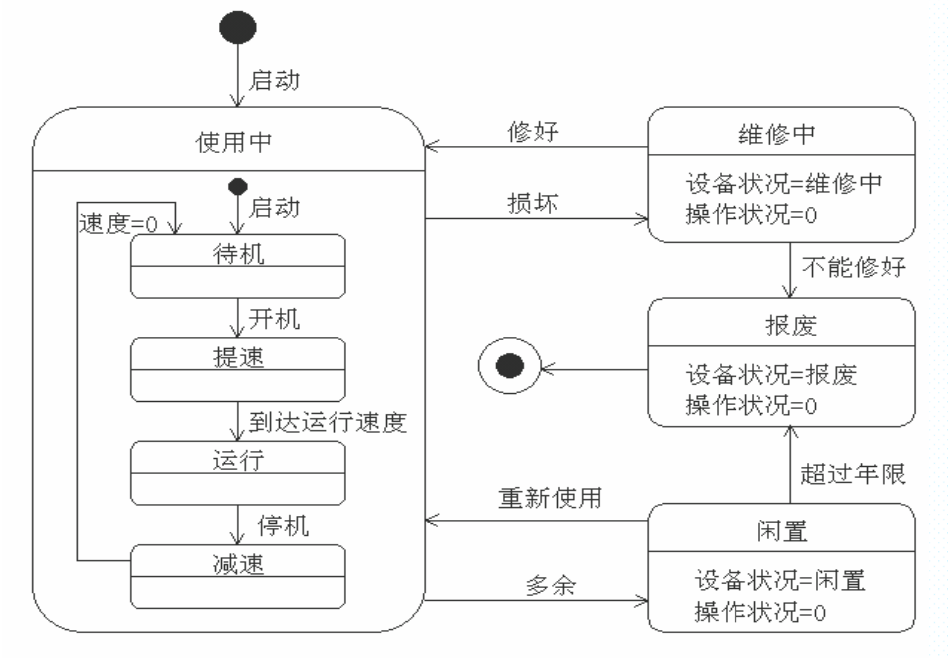 启动
使用中
启动
速度=0
待机
开机
提速
到达运行速度
运行
停机
减速
修好
损坏
重新使用
多余
维修中
设备状况=维修中
操作状况=0
不能修好
报废
设备状况=报废
操作状况=0
超过年限
闲置
设备状况=闲置
操作状况=0